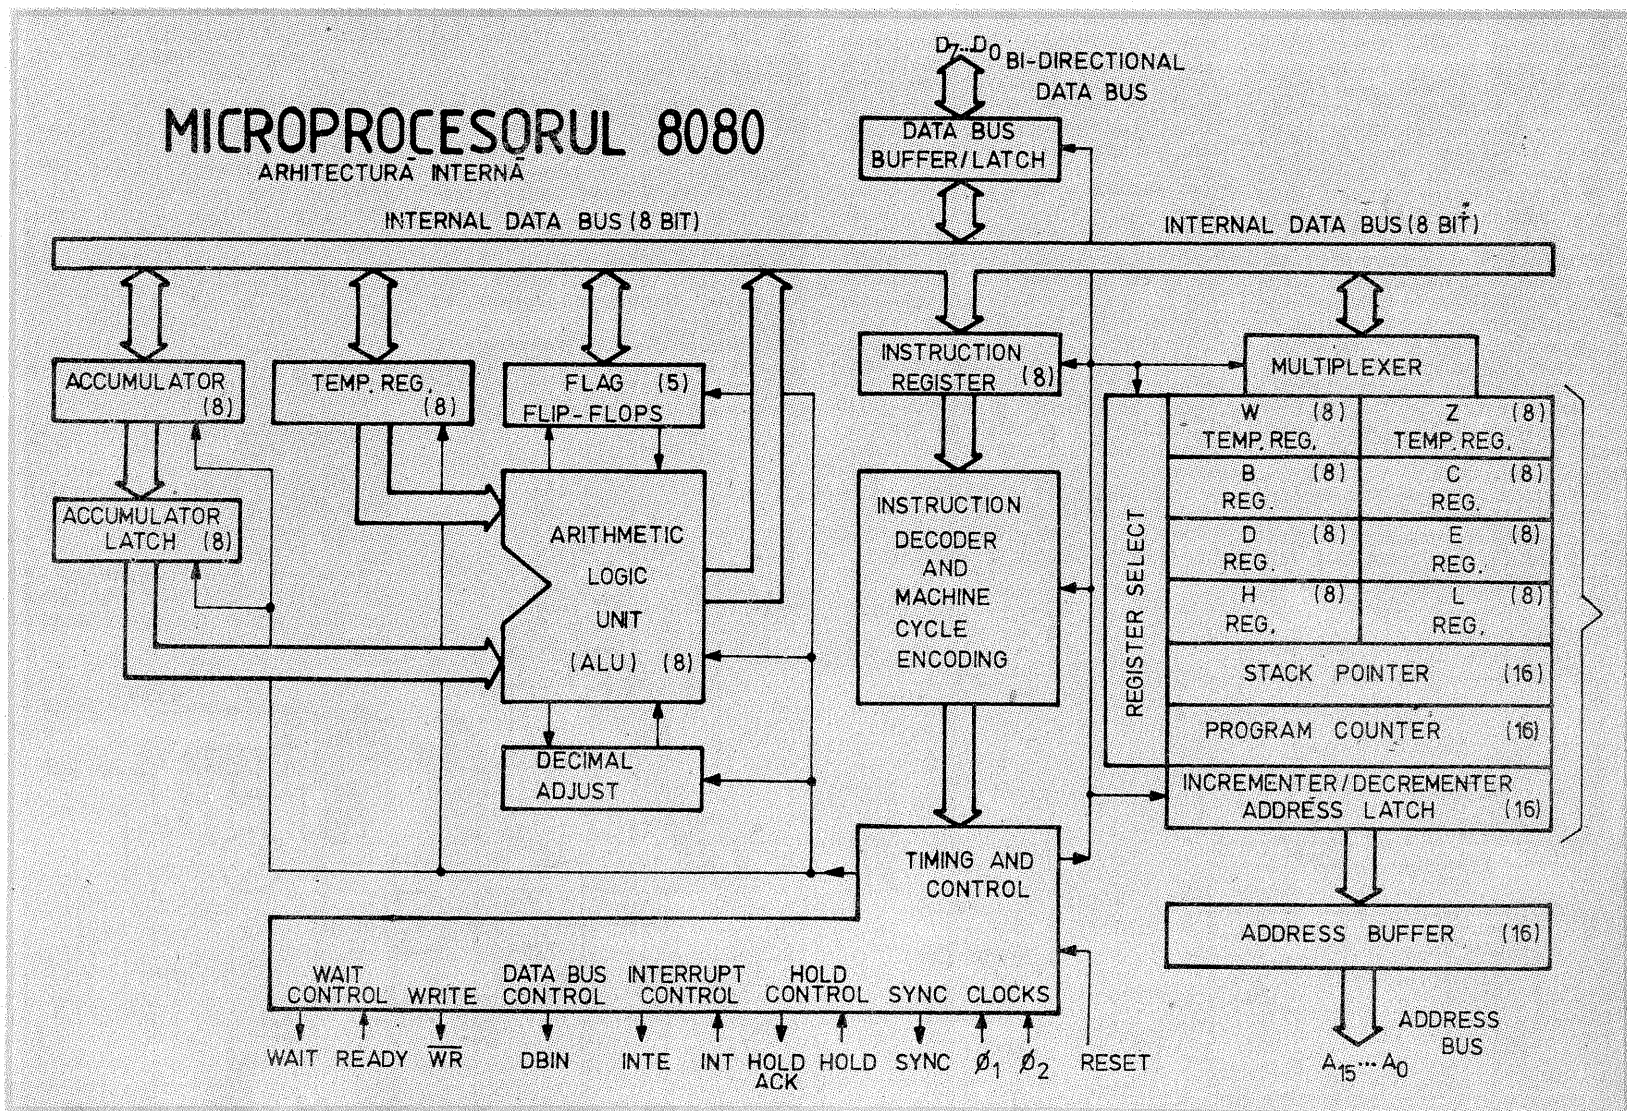 D₇...D₀ BI-DIRECTIONAL
DATA BUS
MICROPROCESORUL 8080
ARHITECTURĂ INTERNĂ
DATA BUS
BUFFER/LATCH
INTERNAL DATA BUS (8 BIT)
INTERNAL DATA BUS (8 BIT)
ACCUMULATOR
(8)
TEMP. REG.
(8)
FLAG (5)
FLIP-FLOPS
INSTRUCTION
REGISTER (8)
MULTIPLEXER
ACCUMULATOR
LATCH (8)
ARITHMETIC
LOGIC
UNIT
(ALU) (8)
DECIMAL
ADJUST
INSTRUCTION
DECODER
AND
MACHINE
CYCLE
ENCODING
REGISTER SELECT
W (8)
TEMP. REG.
Z (8)
TEMP. REG.
B (8)
REG.
C (8)
REG.
D (8)
REG.
E (8)
REG.
H (8)
REG.
L (8)
REG.
STACK POINTER (16)
PROGRAM COUNTER (16)
INCREMENTER/DECREMENTER
ADDRESS LATCH (16)
TIMING AND
CONTROL
ADDRESS BUFFER (16)
WAIT
CONTROL
WRITE
DATA BUS
CONTROL
INTERRUPT
CONTROL
HOLD
CONTROL
SYNC
CLOCKS
WAIT
READY
W̅R̅
DBIN
INTE
INT
HOLD
ACK
HOLD
SYNC
Ø₁
Ø₂
RESET
ADDRESS
BUS
A₁₅...A₀